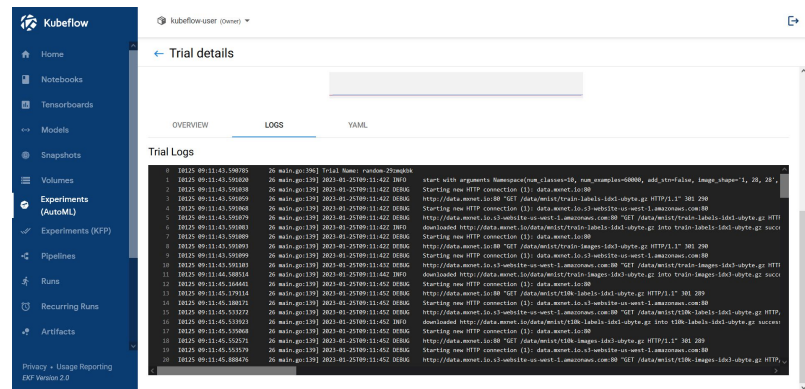 Kubeflow
kubeflow-user (Owner)
← Trial details
Home
Notebooks
Tensorboards
Models
Snapshots
Volumes
Experiments
(AutoML)
Experiments (KFP)
Pipelines
Runs
Recurring Runs
Artifacts
Privacy • Usage Reporting
EKF Version 2.0
OVERVIEW LOGS YAML
Trial Logs
0 I0125 09:11:43.590785 26 main.go:396] Trial Name: random-29zmqkbk
1 I0125 09:11:43.591020 26 main.go:139] 2023-01-25T09:11:42Z INFO start with arguments Namespace(num_classes=10, num_examples=60000, add_stn=False, image_shape='1, 28, 28',
2 I0125 09:11:43.591038 26 main.go:139] 2023-01-25T09:11:42Z DEBUG Starting new HTTP connection (1): data.mxnet.io:80
3 I0125 09:11:43.591059 26 main.go:139] 2023-01-25T09:11:42Z DEBUG http://data.mxnet.io:80 "GET /data/mnist/train-labels-idx1-ubyte.gz HTTP/1.1" 301 290
4 I0125 09:11:43.591068 26 main.go:139] 2023-01-25T09:11:42Z DEBUG Starting new HTTP connection (1): data.mxnet.io.s3-website-us-west-1.amazonaws.com:80
5 I0125 09:11:43.591079 26 main.go:139] 2023-01-25T09:11:42Z DEBUG http://data.mxnet.io.s3-website-us-west-1.amazonaws.com:80 "GET /data/mnist/train-labels-idx1-ubyte.gz HTT
6 I0125 09:11:43.591083 26 main.go:139] 2023-01-25T09:11:42Z INFO downloaded http://data.mxnet.io/data/mnist/train-labels-idx1-ubyte.gz into train-labels-idx1-ubyte.gz succe
7 I0125 09:11:43.591089 26 main.go:139] 2023-01-25T09:11:42Z DEBUG Starting new HTTP connection (1): data.mxnet.io:80
8 I0125 09:11:43.591093 26 main.go:139] 2023-01-25T09:11:43Z DEBUG http://data.mxnet.io:80 "GET /data/mnist/train-images-idx3-ubyte.gz HTTP/1.1" 301 290
9 I0125 09:11:43.591099 26 main.go:139] 2023-01-25T09:11:43Z DEBUG Starting new HTTP connection (1): data.mxnet.io.s3-website-us-west-1.amazonaws.com:80
10 I0125 09:11:43.591103 26 main.go:139] 2023-01-25T09:11:43Z DEBUG http://data.mxnet.io.s3-website-us-west-1.amazonaws.com:80 "GET /data/mnist/train-images-idx3-ubyte.gz HTT
11 I0125 09:11:44.588514 26 main.go:139] 2023-01-25T09:11:44Z INFO downloaded http://data.mxnet.io/data/mnist/train-images-idx3-ubyte.gz into train-images-idx3-ubyte.gz succe
12 I0125 09:11:45.164441 26 main.go:139] 2023-01-25T09:11:45Z DEBUG Starting new HTTP connection (1): data.mxnet.io:80
13 I0125 09:11:45.179114 26 main.go:139] 2023-01-25T09:11:45Z DEBUG http://data.mxnet.io:80 "GET /data/mnist/t10k-labels-idx1-ubyte.gz HTTP/1.1" 301 289
14 I0125 09:11:45.180171 26 main.go:139] 2023-01-25T09:11:45Z DEBUG Starting new HTTP connection (1): data.mxnet.io.s3-website-us-west-1.amazonaws.com:80
15 I0125 09:11:45.533272 26 main.go:139] 2023-01-25T09:11:45Z DEBUG http://data.mxnet.io.s3-website-us-west-1.amazonaws.com:80 "GET /data/mnist/t10k-labels-idx1-ubyte.gz HTTP,
16 I0125 09:11:45.533923 26 main.go:139] 2023-01-25T09:11:45Z INFO downloaded http://data.mxnet.io/data/mnist/t10k-labels-idx1-ubyte.gz into t10k-labels-idx1-ubyte.gz success
17 I0125 09:11:45.535068 26 main.go:139] 2023-01-25T09:11:45Z DEBUG Starting new HTTP connection (1): data.mxnet.io:80
18 I0125 09:11:45.552571 26 main.go:139] 2023-01-25T09:11:45Z DEBUG http://data.mxnet.io:80 "GET /data/mnist/t10k-images-idx3-ubyte.gz HTTP/1.1" 301 289
19 I0125 09:11:45.553579 26 main.go:139] 2023-01-25T09:11:45Z DEBUG Starting new HTTP connection (1): data.mxnet.io.s3-website-us-west-1.amazonaws.com:80
20 I0125 09:11:45.888476 26 main.go:139] 2023-01-25T09:11:45Z DEBUG http://data.mxnet.io.s3-website-us-west-1.amazonaws.com:80 "GET /data/mnist/t10k-images-idx3-ubyte.gz HTTP,